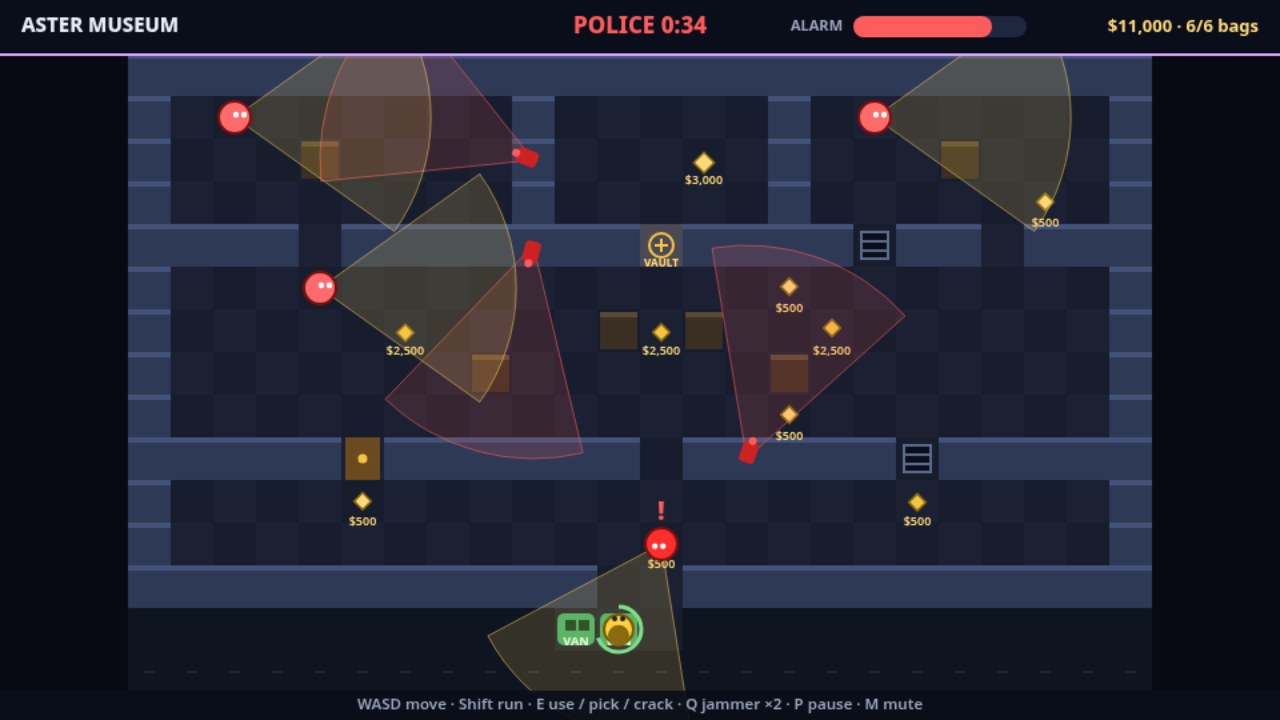 ASTER MUSEUM
POLICE 0:34
ALARM
$11,000 · 6/6 bags
$3,000
$500
VAULT
$500
$2,500
$2,500
$2,500
$500
$500
$500
!
$500
VAN
WASD move · Shift run · E use / pick / crack · Q jammer ×2 · P pause · M mute